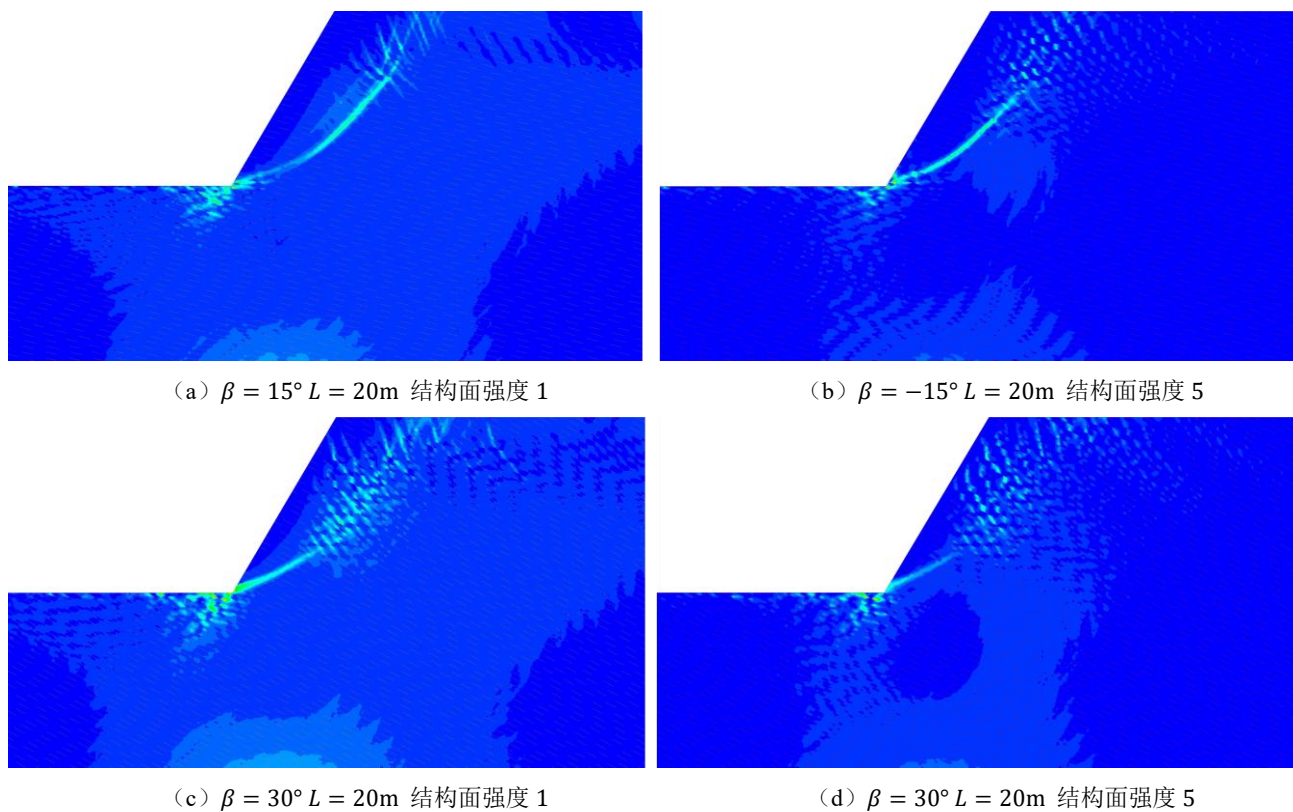 （a）β = 15° L = 20m 结构面强度 1
（b）β = −15° L = 20m 结构面强度 5
（c）β = 30° L = 20m 结构面强度 1
（d）β = 30° L = 20m 结构面强度 5